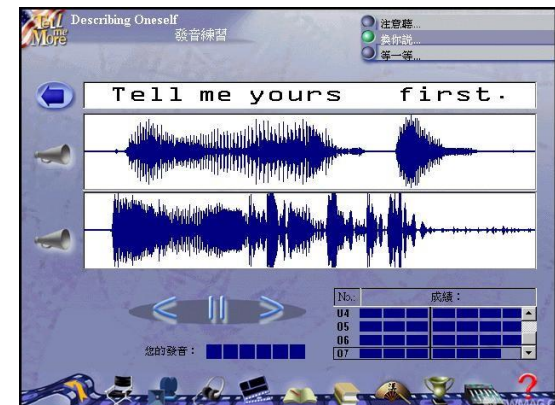 Tell me More
Describing Oneself
發音練習
注意聽...
換你說...
等一等...
Tell me yours first.
No.: 成績：
04
05
06
07
您的發音：
?